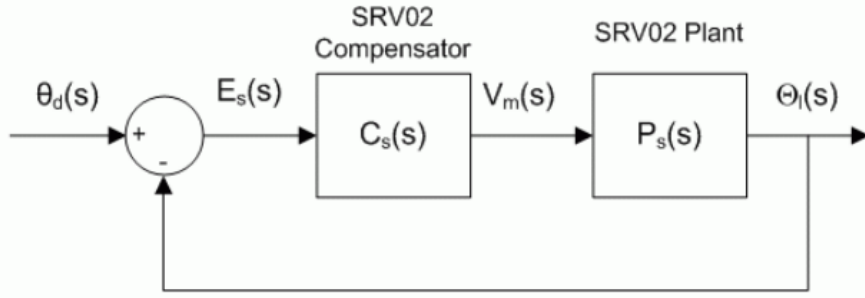 SRV02
Compensator
SRV02 Plant
θd(s)
+
-
Es(s)
Cs(s)
Vm(s)
Ps(s)
Θl(s)